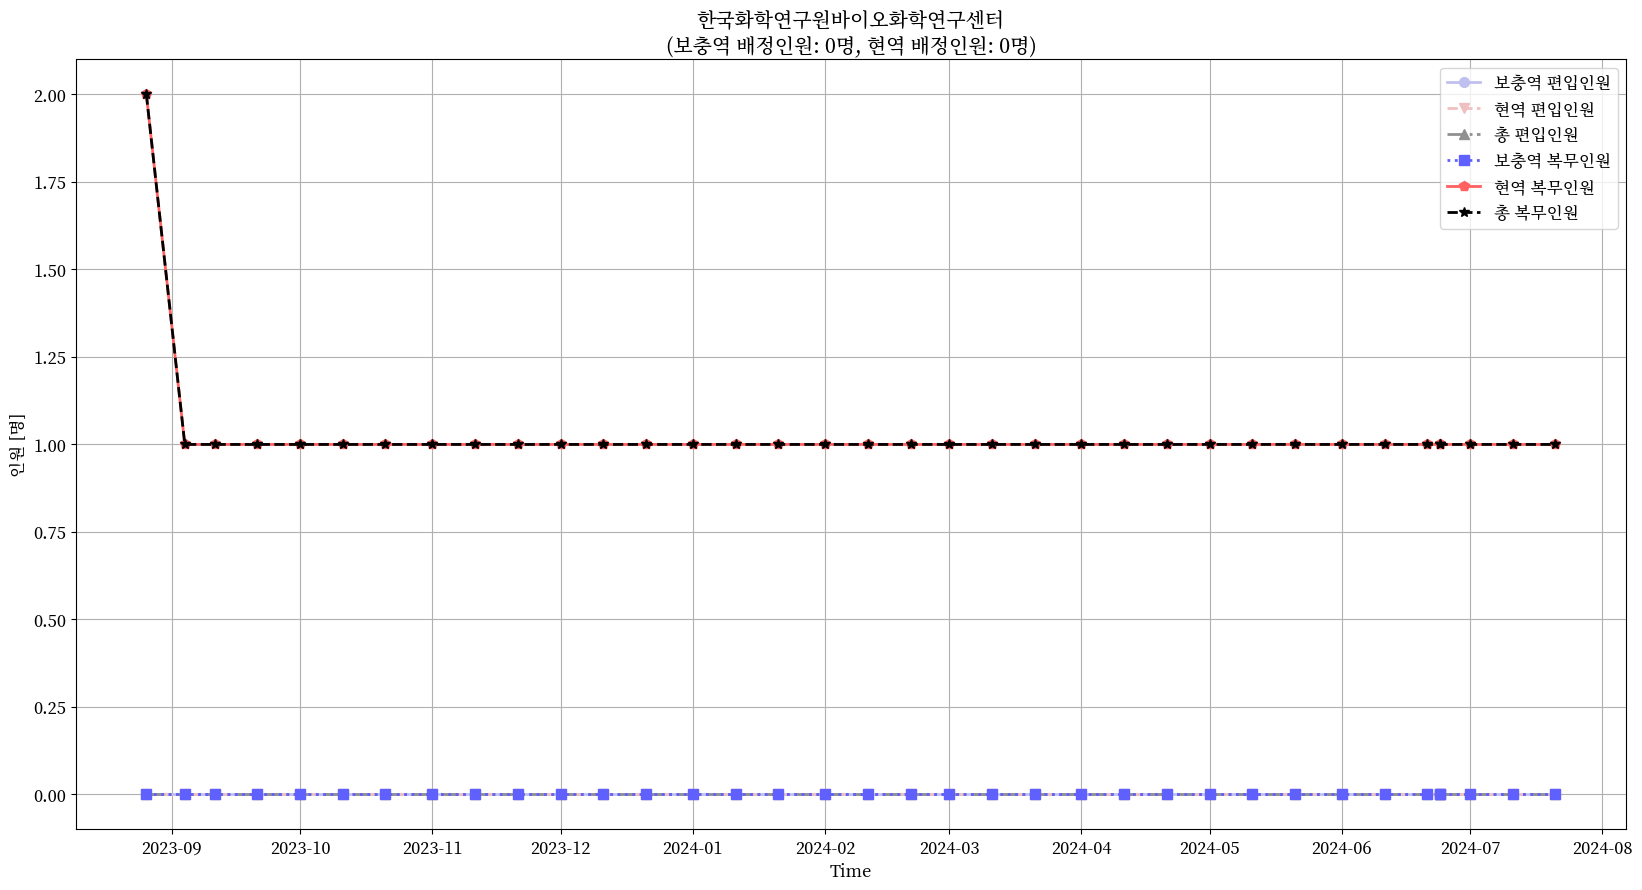 한국화학연구원바이오화학연구센터
(보충역 배정인원: 0명, 현역 배정인원: 0명)
보충역 편입인원
현역 편입인원
총 편입인원
보충역 복무인원
현역 복무인원
총 복무인원
인원 [명]
2.00
1.75
1.50
1.25
1.00
0.75
0.50
0.25
0.00
2023-09 2023-10 2023-11 2023-12 2024-01 2024-02 2024-03 2024-04 2024-05 2024-06 2024-07 2024-08
Time